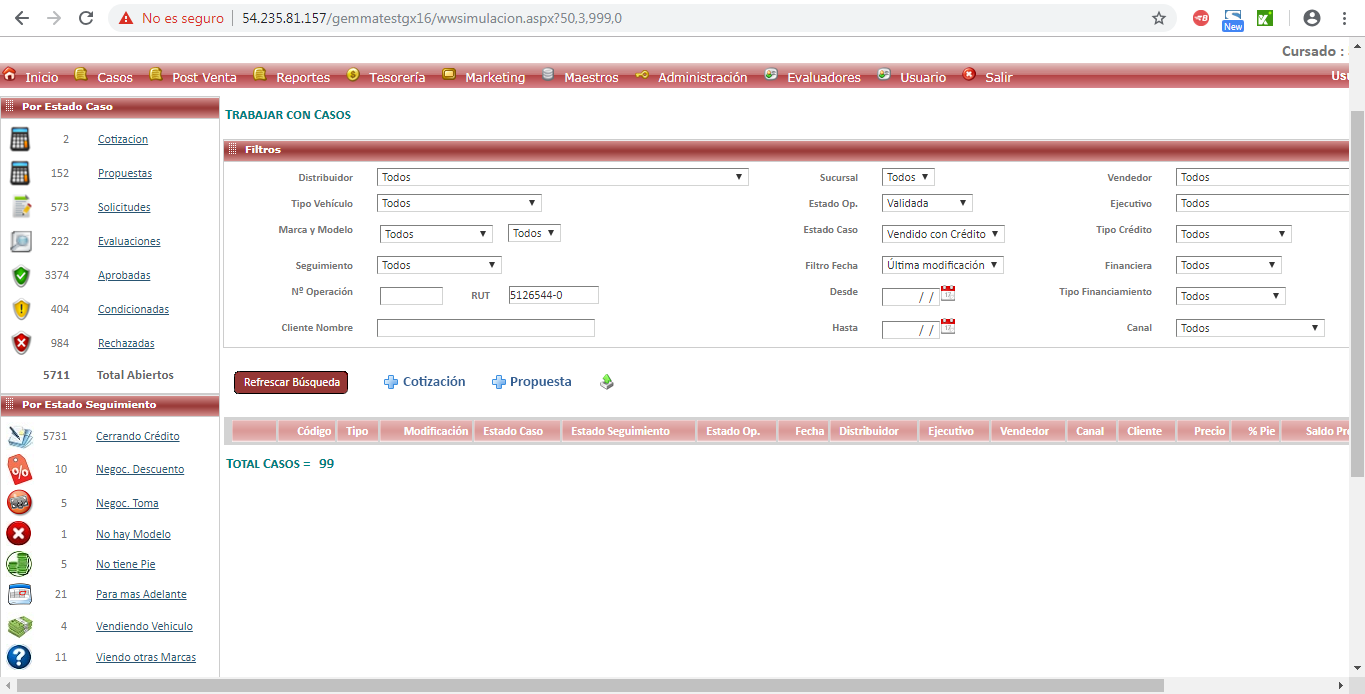 No es seguro 54.235.81.157/gemmatestgx16/wwsimulacion.aspx?50,3,999,0 New
Cursado :
Inicio Casos Post Venta Reportes Tesorería Marketing Maestros Administración Evaluadores Usuario Salir Usu
Por Estado Caso
2 Cotizacion
152 Propuestas
573 Solicitudes
222 Evaluaciones
3374 Aprobadas
404 Condicionadas
984 Rechazadas
5711 Total Abiertos
Por Estado Seguimiento
5731 Cerrando Crédito
10 Negoc. Descuento
5 Negoc. Toma
1 No hay Modelo
5 No tiene Pie
21 Para mas Adelante
4 Vendiendo Vehiculo
11 Viendo otras Marcas
TRABAJAR CON CASOS
Filtros
Distribuidor Todos Sucursal Todos Vendedor Todos
Tipo Vehículo Todos Estado Op. Validada Ejecutivo Todos
Marca y Modelo Todos Todos Estado Caso Vendido con Crédito Tipo Crédito Todos
Seguimiento Todos Filtro Fecha Última modificación Financiera Todos
Nº Operación RUT 5126544-0 Desde / / Tipo Financiamiento Todos
Cliente Nombre Hasta / / Canal Todos
Refrescar Búsqueda Cotización Propuesta
Código Tipo Modificación Estado Caso Estado Seguimiento Estado Op. Fecha Distribuidor Ejecutivo Vendedor Canal Cliente Precio % Pie Saldo Pre
TOTAL CASOS = 99